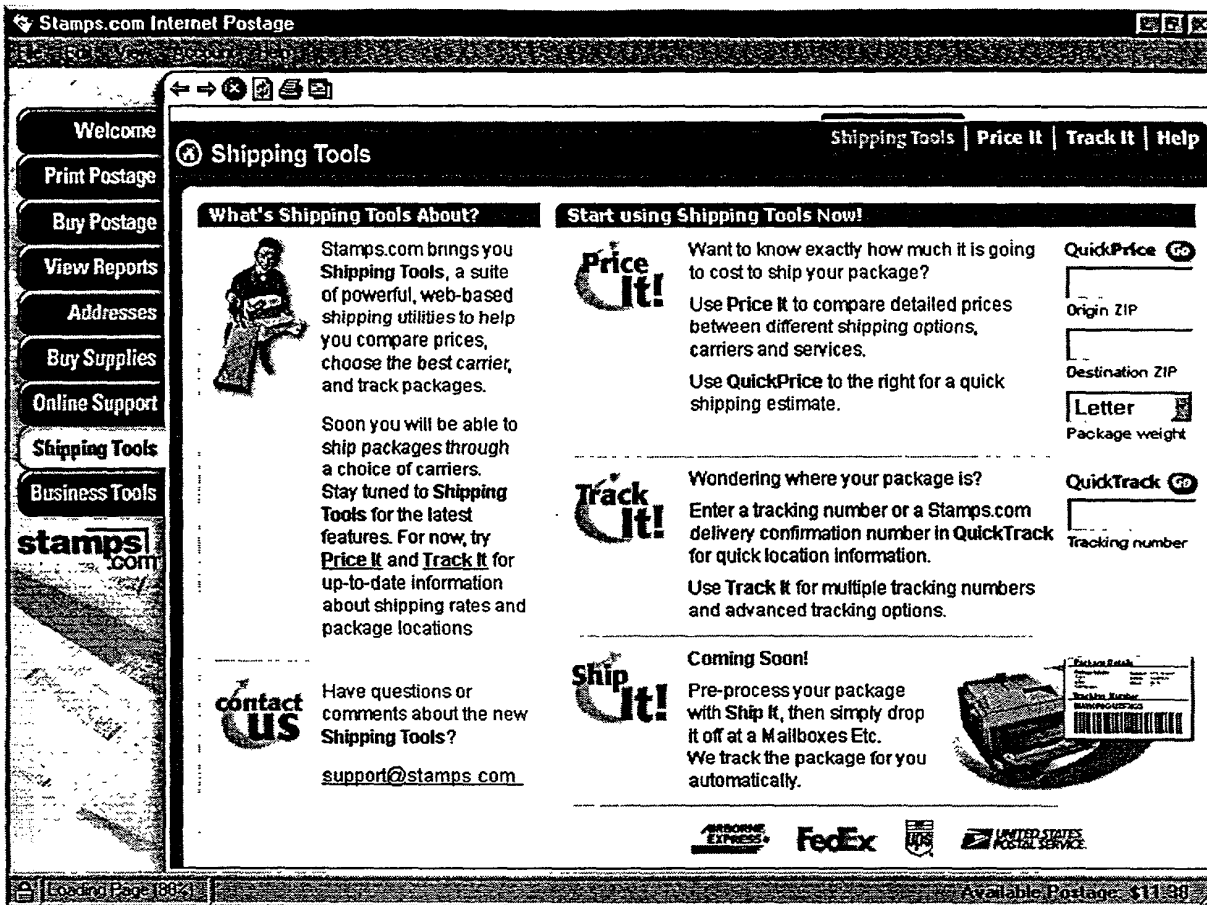 Stamps.com Internet Postage
Welcome
Print Postage
Buy Postage
View Reports
Addresses
Buy Supplies
Online Support
Shipping Tools
Business Tools
stamps
.com
Shipping Tools
Shipping Tools | Price It | Track It | Help
What's Shipping Tools About?
Stamps.com brings you
Shipping Tools, a suite
of powerful, web-based
shipping utilities to help
you compare prices,
choose the best carrier,
and track packages.
Soon you will be able to
ship packages through
a choice of carriers.
Stay tuned to Shipping
Tools for the latest
features. For now, try
Price It and Track It for
up-to-date information
about shipping rates and
package locations
contact
us
Have questions or
comments about the new
Shipping Tools?
support@stamps com
Start using Shipping Tools Now!
Price
It!
Want to know exactly how much it is going
to cost to ship your package?
Use Price It to compare detailed prices
between different shipping options,
carriers and services.
Use QuickPrice to the right for a quick
shipping estimate.
QuickPrice Go
Origin ZIP
Destination ZIP
Letter
Package weight
Track
It!
Wondering where your package is?
Enter a tracking number or a Stamps.com
delivery confirmation number in QuickTrack
for quick location information.
Use Track It for multiple tracking numbers
and advanced tracking options.
QuickTrack Go
Tracking number
Ship
It!
Coming Soon!
Pre-process your package
with Ship It, then simply drop
it off at a Mailboxes Etc.
We track the package for you
automatically.
Package Details
Tracking Number
AIRBORNE
EXPRESS
FedEx
ups
UNITED STATES
POSTAL SERVICE
Loading Page (80%)
Available Postage: $11.98